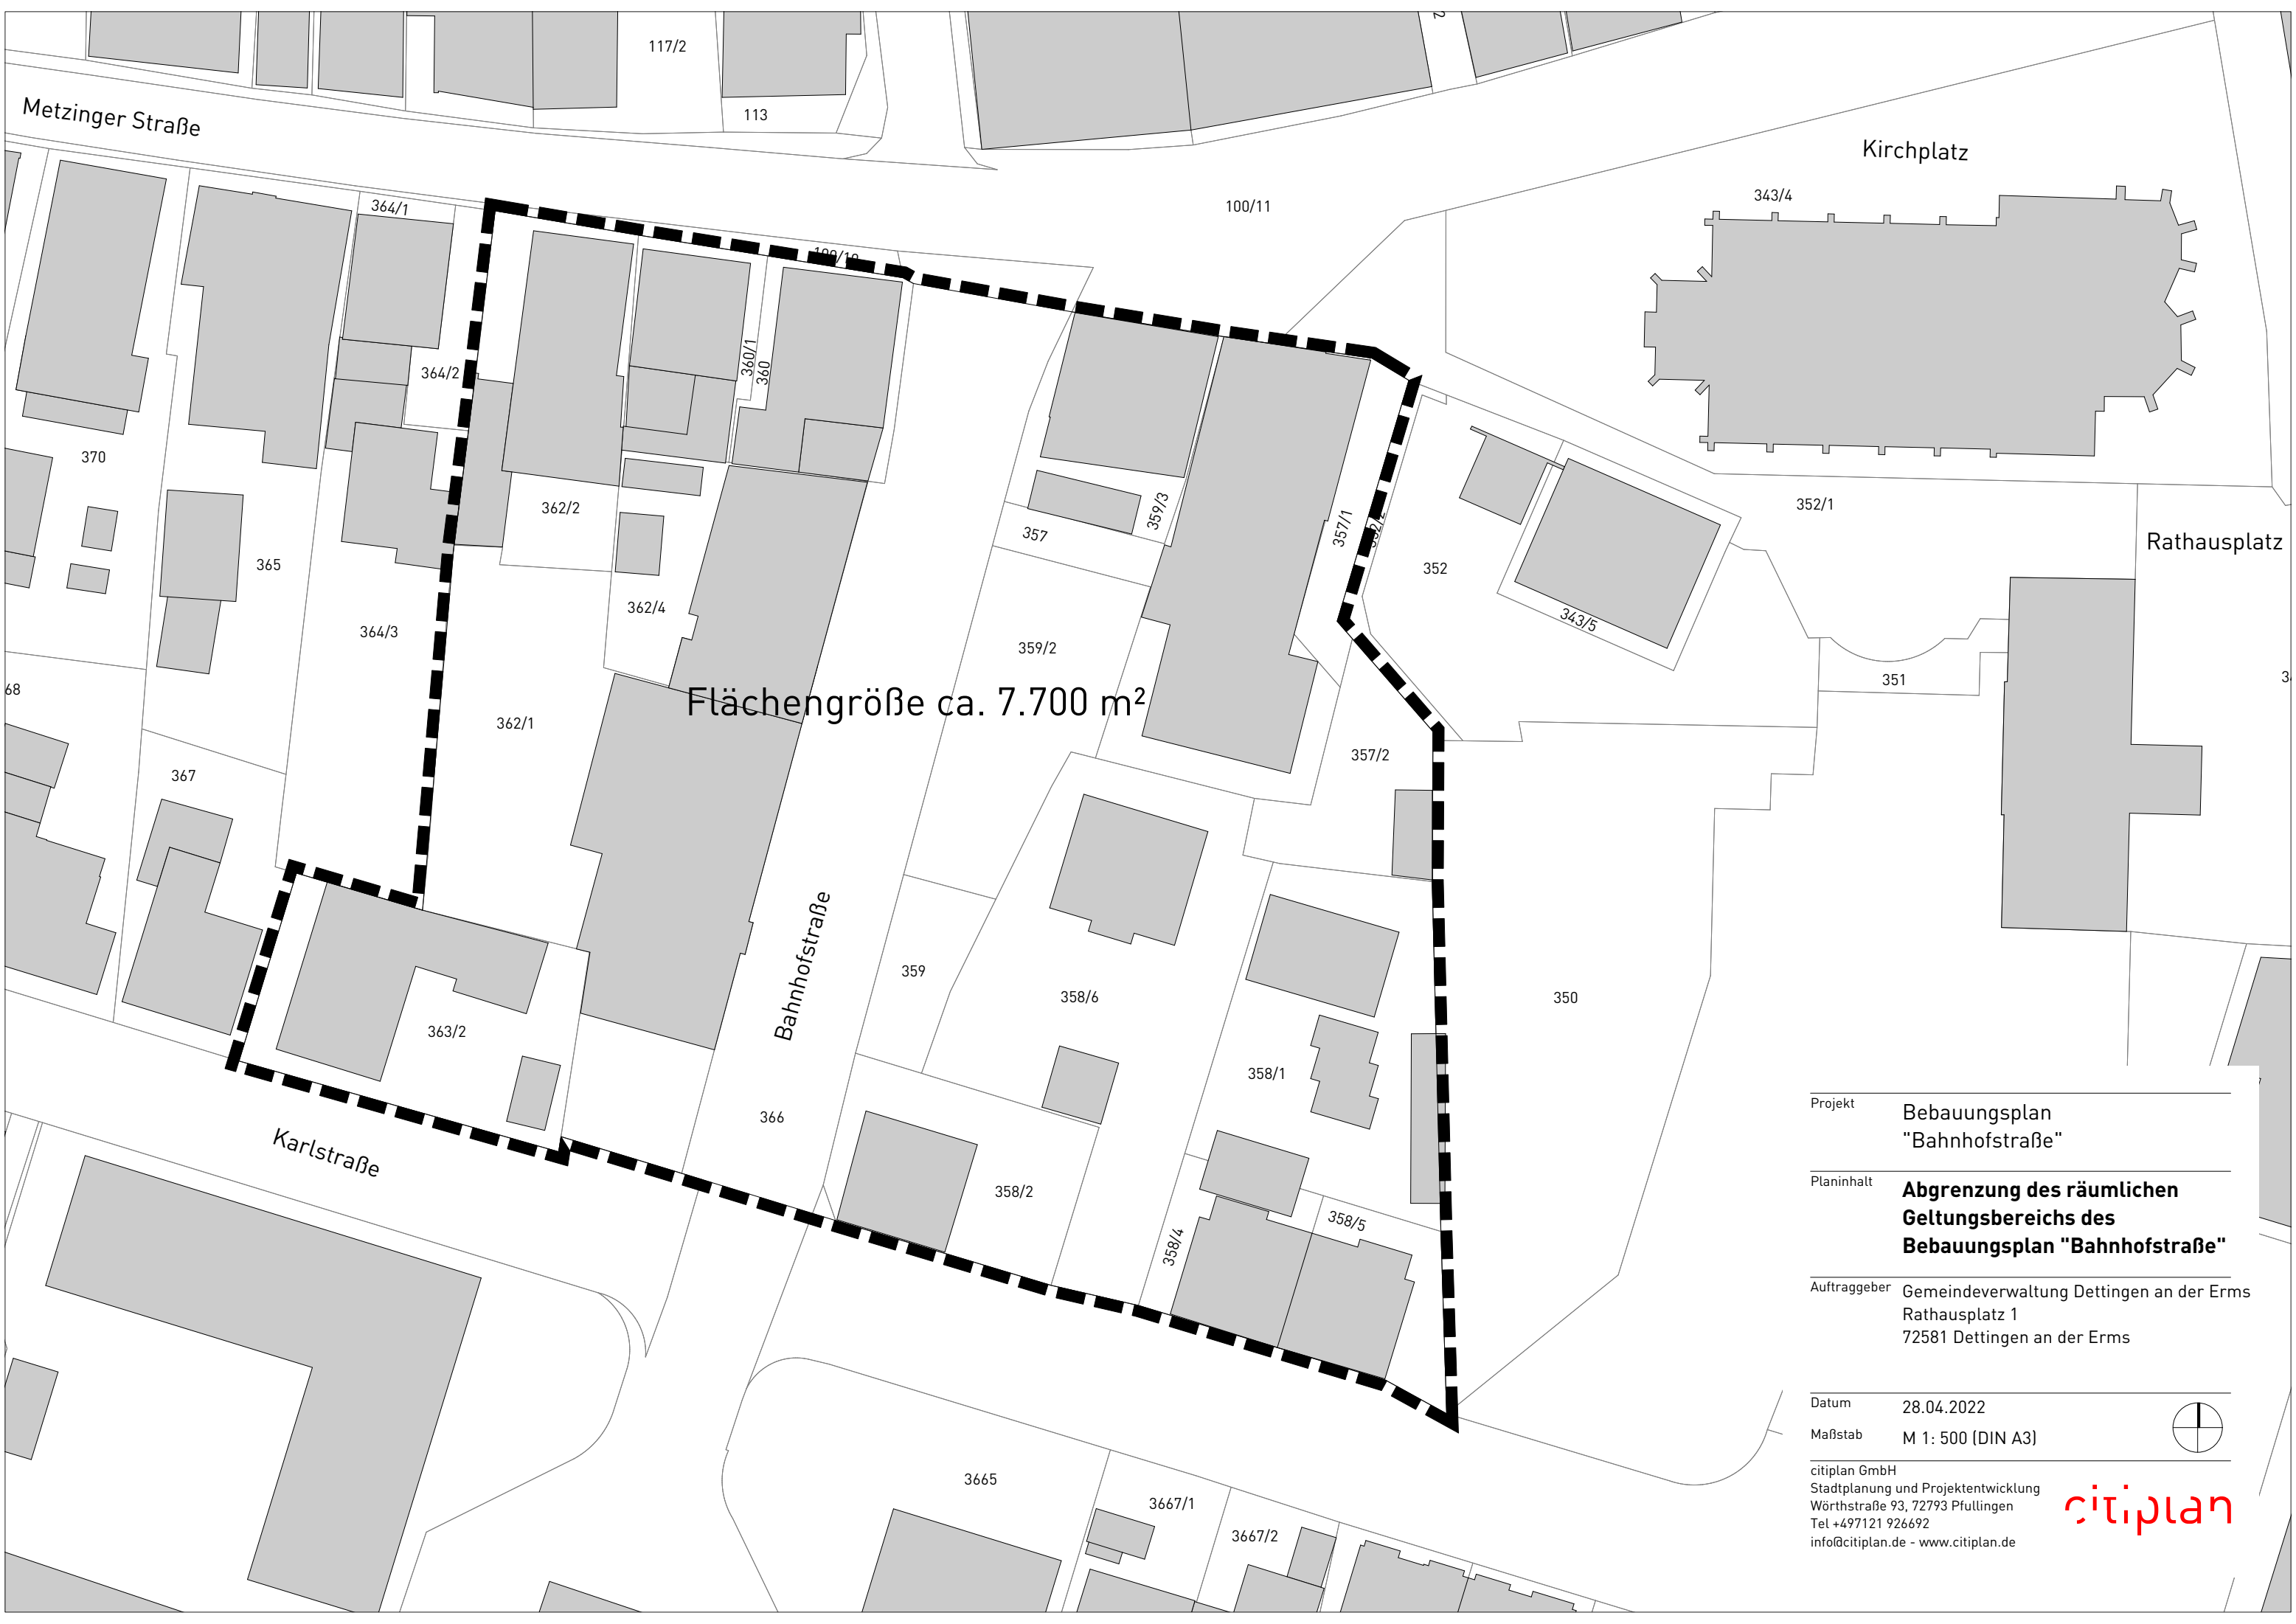 117/2
113
Metzinger Straße
Kirchplatz
343/4
364/1
100/11
100/10
364/2
360/1
360
370
362/2
359/3
357
357/1
352/2
352/1
Rathausplatz
365
352
362/4
343/5
364/3
359/2
351
68
Flächengröße ca. 7.700 m²
362/1
357/2
367
Bahnhofstraße
359
358/6
350
363/2
358/1
366
Karlstraße
358/2
358/5
358/4
3665
3667/1
3667/2
Projekt
Bebauungsplan
"Bahnhofstraße"
Planinhalt
Abgrenzung des räumlichen
Geltungsbereichs des
Bebauungsplan "Bahnhofstraße"
Auftraggeber
Gemeindeverwaltung Dettingen an der Erms
Rathausplatz 1
72581 Dettingen an der Erms
Datum
28.04.2022
Maßstab
M 1: 500 (DIN A3)
citiplan GmbH
Stadtplanung und Projektentwicklung
Wörthstraße 93, 72793 Pfullingen
Tel +497121 926692
info@citiplan.de - www.citiplan.de
citiplan